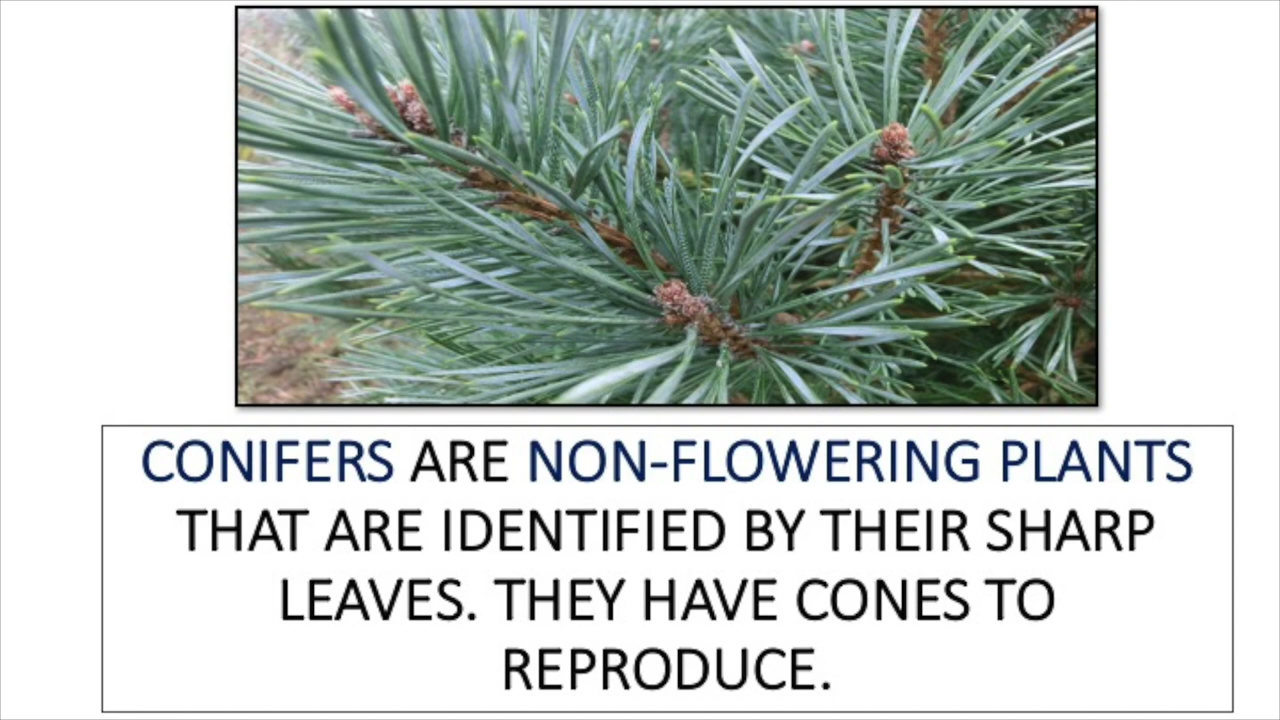 CONIFERS ARE NON-FLOWERING PLANTS
THAT ARE IDENTIFIED BY THEIR SHARP
LEAVES. THEY HAVE CONES TO
REPRODUCE.